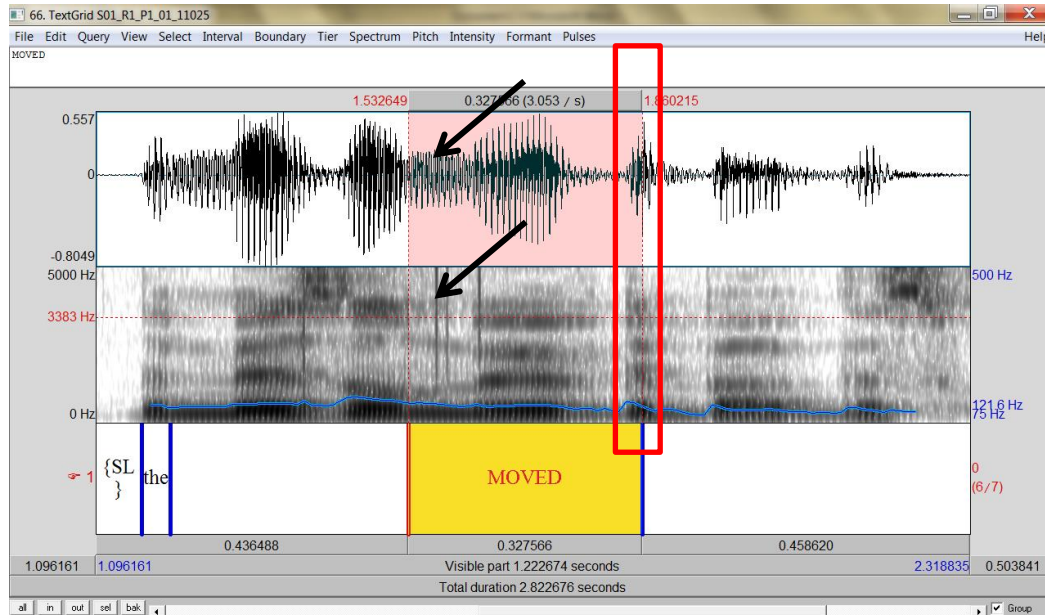 66. TextGrid S01_R1_P1_01_11025
File Edit Query View Select Interval Boundary Tier Spectrum Pitch Intensity Formant Pulses Help
MOVED
1.532649 0.327566 (3.053 / s) 1.860215
0.557
0
-0.8049
5000 Hz 500 Hz
3383 Hz
0 Hz 121.6 Hz
75 Hz
1 {SL the MOVED 0
} (6/7)
0.436488 0.327566 0.458620
1.096161 1.096161 Visible part 1.222674 seconds 2.318835 0.503841
Total duration 2.822676 seconds
all in out sel bak Group